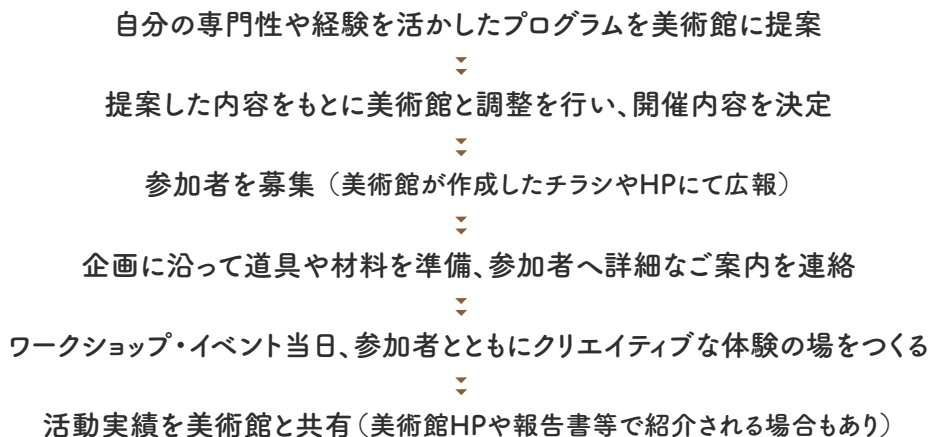 自分の専門性や経験を活かしたプログラムを美術館に提案
提案した内容をもとに美術館と調整を行い、開催内容を決定
参加者を募集（美術館が作成したチラシやHPにて広報）
企画に沿って道具や材料を準備、参加者へ詳細なご案内を連絡
ワークショップ・イベント当日、参加者とともにクリエイティブな体験の場をつくる
活動実績を美術館と共有（美術館HPや報告書等で紹介される場合もあり）